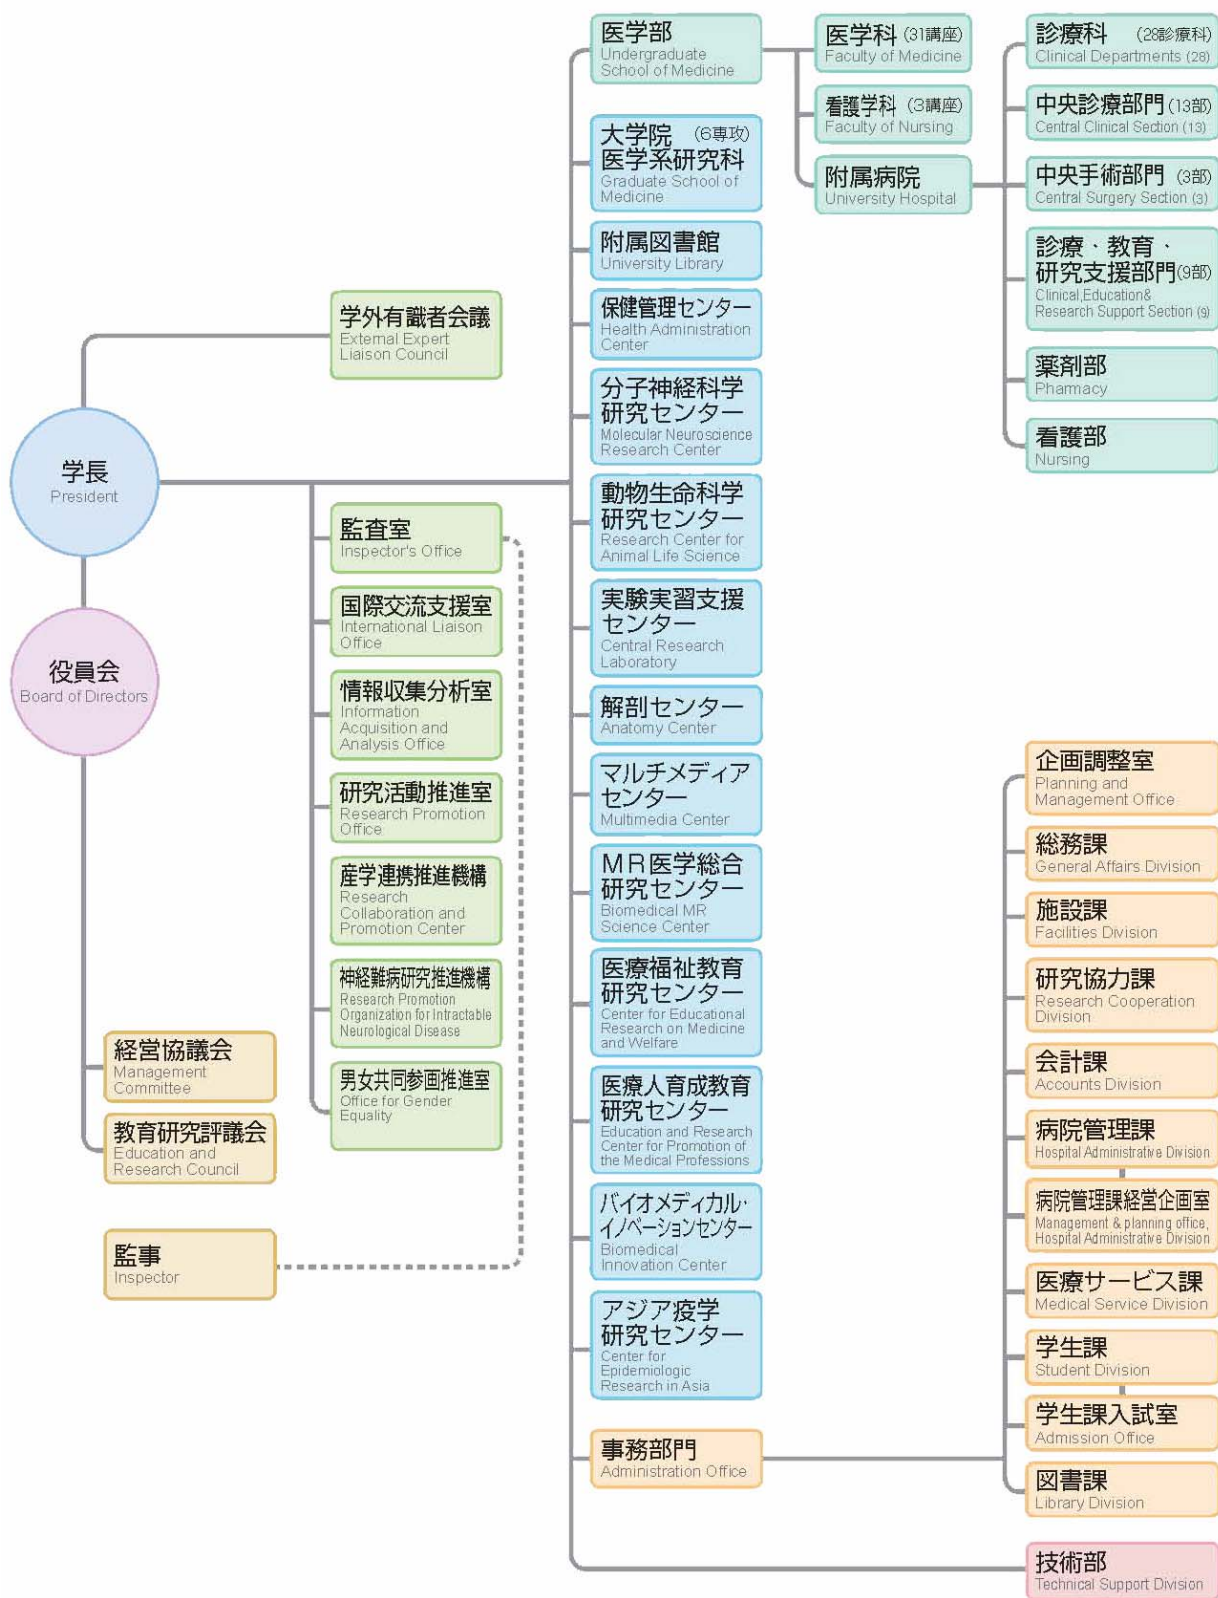 学長
President
役員会
Board of Directors
経営協議会
Management
Committee
教育研究評議会
Education and
Research Council
監事
Inspector
学外有識者会議
External Expert
Liaison Council
監査室
Inspector's Office
国際交流支援室
International Liaison
Office
情報収集分析室
Information
Acquisition and
Analysis Office
研究活動推進室
Research Promotion
Office
産学連携推進機構
Research
Collaboration and
Promotion Center
神経難病研究推進機構
Research Promotion
Organization for Intractable
Neurological Disease
男女共同参画推進室
Office for Gender
Equality
医学部
Undergraduate
School of Medicine
大学院 (6専攻)
医学系研究科
Graduate School of
Medicine
附属図書館
University Library
保健管理センター
Health Administration
Center
分子神経科学
研究センター
Molecular Neuroscience
Research Center
動物生命科学
研究センター
Research Center for
Animal Life Science
実験実習支援
センター
Central Research
Laboratory
解剖センター
Anatomy Center
マルチメディア
センター
Multimedia Center
MR医学総合
研究センター
Biomedical MR
Science Center
医療福祉教育
研究センター
Center for Educational
Research on Medicine
and Welfare
医療人育成教育
研究センター
Education and Research
Center for Promotion of
the Medical Professions
バイオメディカル・
イノベーションセンター
Biomedical
Innovation Center
アジア疫学
研究センター
Center for
Epidemiologic
Research in Asia
事務部門
Administration Office
医学科 (31講座)
Faculty of Medicine
看護学科 (3講座)
Faculty of Nursing
附属病院
University Hospital
診療科 (28診療科)
Clinical Departments (28)
中央診療部門 (13部)
Central Clinical Section (13)
中央手術部門 (3部)
Central Surgery Section (3)
診療・教育・
研究支援部門 (9部)
Clinical,Education&
Research Support Section (9)
薬剤部
Pharmacy
看護部
Nursing
企画調整室
Planning and
Management Office
総務課
General Affairs Division
施設課
Facilities Division
研究協力課
Research Cooperation
Division
会計課
Accounts Division
病院管理課
Hospital Administrative Division
病院管理課経営企画室
Management & planning office,
Hospital Administrative Division
医療サービス課
Medical Service Division
学生課
Student Division
学生課入試室
Admission Office
図書課
Library Division
技術部
Technical Support Division